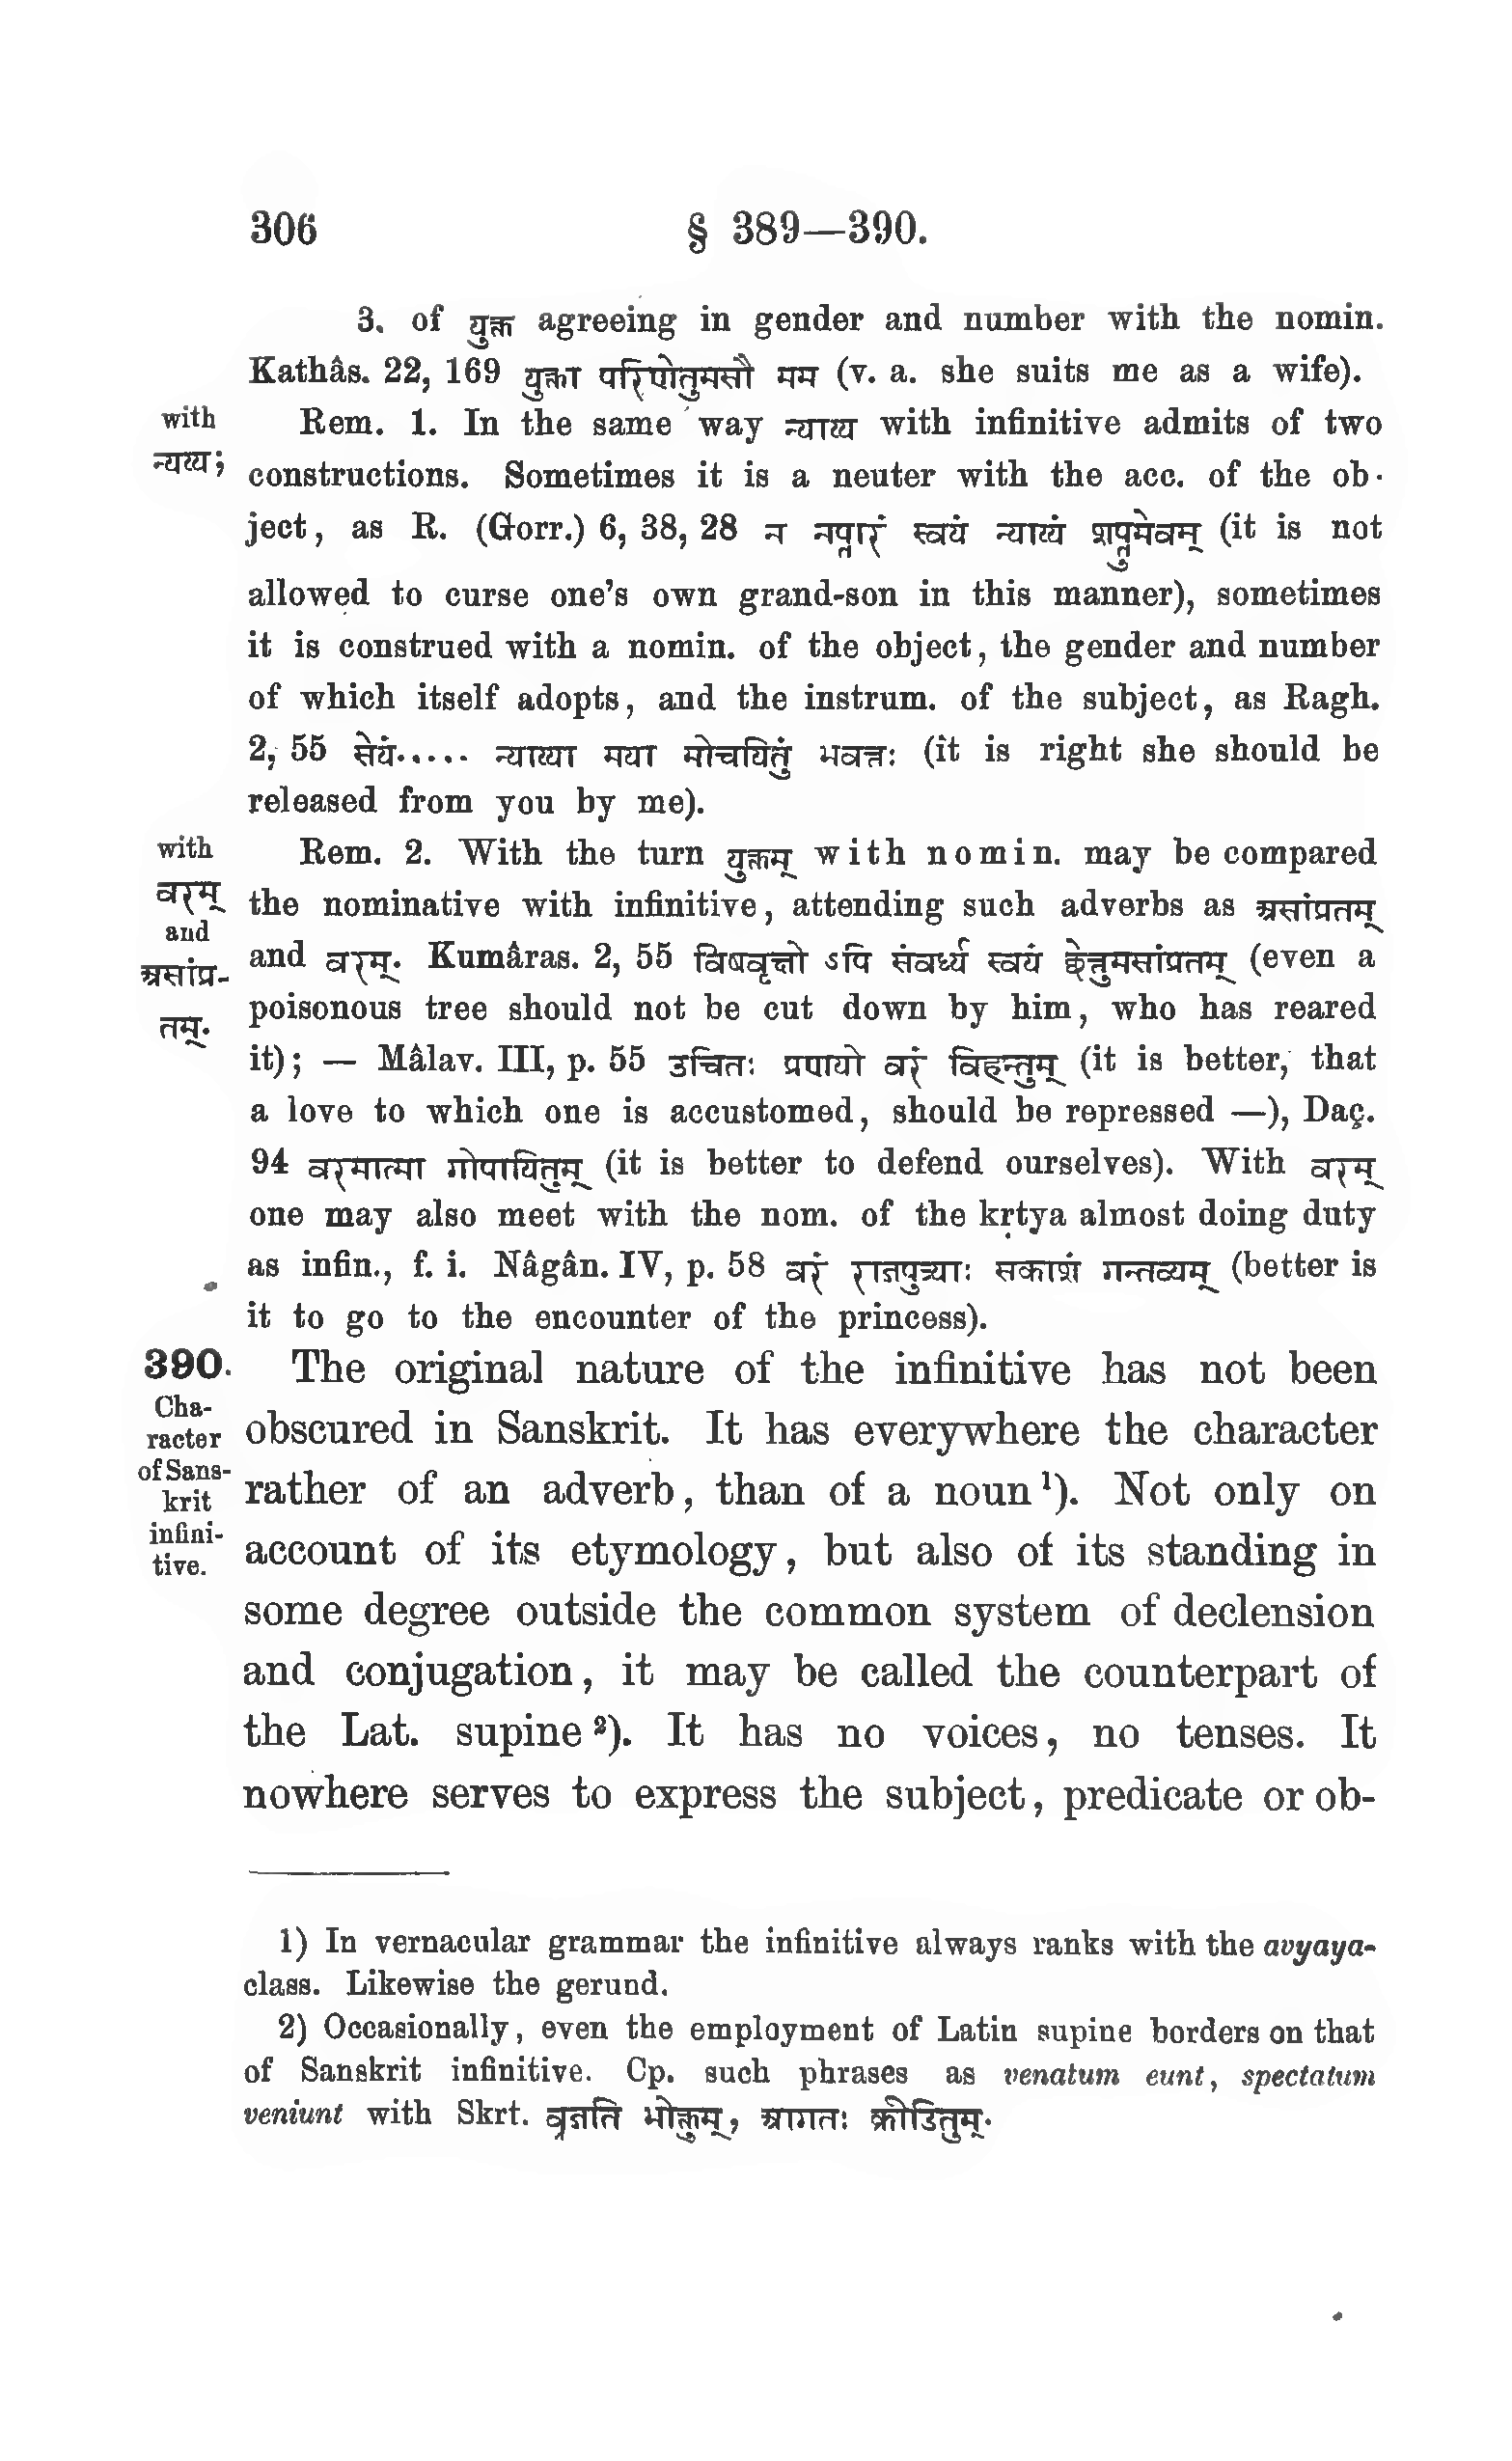 306 § 389—390.
3. of युक्त agreeing in gender and number with the nomin.
Kathâs. 22, 169 युक्ता परिणेतुमसौ मम (v. a. she suits me as a wife).
with
न्यय्य;
Rem. 1. In the same way न्याय्य with infinitive admits of two
constructions. Sometimes it is a neuter with the acc. of the ob-
ject, as R. (Gorr.) 6, 38, 28 न नप्तारं स्वयं न्याय्यं शप्तुमेवम् (it is not
allowed to curse one's own grand-son in this manner), sometimes
it is construed with a nomin. of the object, the gender and number
of which itself adopts, and the instrum. of the subject, as Ragh.
2, 55 सेयं..... न्याय्या मया मोचयितुं भवत्तः (it is right she should be
released from you by me).
with
वरम्
and
असांप्र-
तम्.
Rem. 2. With the turn युक्तम् with nomin. may be compared
the nominative with infinitive, attending such adverbs as असांप्रतम्
and वरम्. Kumâras. 2, 55 विषवृक्षो ऽपि संवर्ध्य स्वयं छेत्तुमसांप्रतम् (even a
poisonous tree should not be cut down by him, who has reared
it); — Mâlav. III, p. 55 उचितः प्रणयो वरं विहन्तुम् (it is better, that
a love to which one is accustomed, should be repressed —), Daç.
94 वरमात्मा गोपायितुम् (it is better to defend ourselves). With वरम्
one may also meet with the nom. of the kṛtya almost doing duty
as infin., f. i. Nâgân. IV, p. 58 वरं राजपुत्र्याः सकाशं गन्तव्यम् (better is
it to go to the encounter of the princess).
390.
Cha-
racter
of Sans-
krit
infini-
tive.
The original nature of the infinitive has not been
obscured in Sanskrit. It has everywhere the character
rather of an adverb, than of a noun ¹). Not only on
account of its etymology, but also of its standing in
some degree outside the common system of declension
and conjugation, it may be called the counterpart of
the Lat. supine ²). It has no voices, no tenses. It
nowhere serves to express the subject, predicate or ob-
1) In vernacular grammar the infinitive always ranks with the avyaya-
class. Likewise the gerund.
2) Occasionally, even the employment of Latin supine borders on that
of Sanskrit infinitive. Cp. such phrases as venatum eunt, spectatum
veniunt with Skrt. व्रजति भोक्तुम्, आगतः क्रीडितुम्.